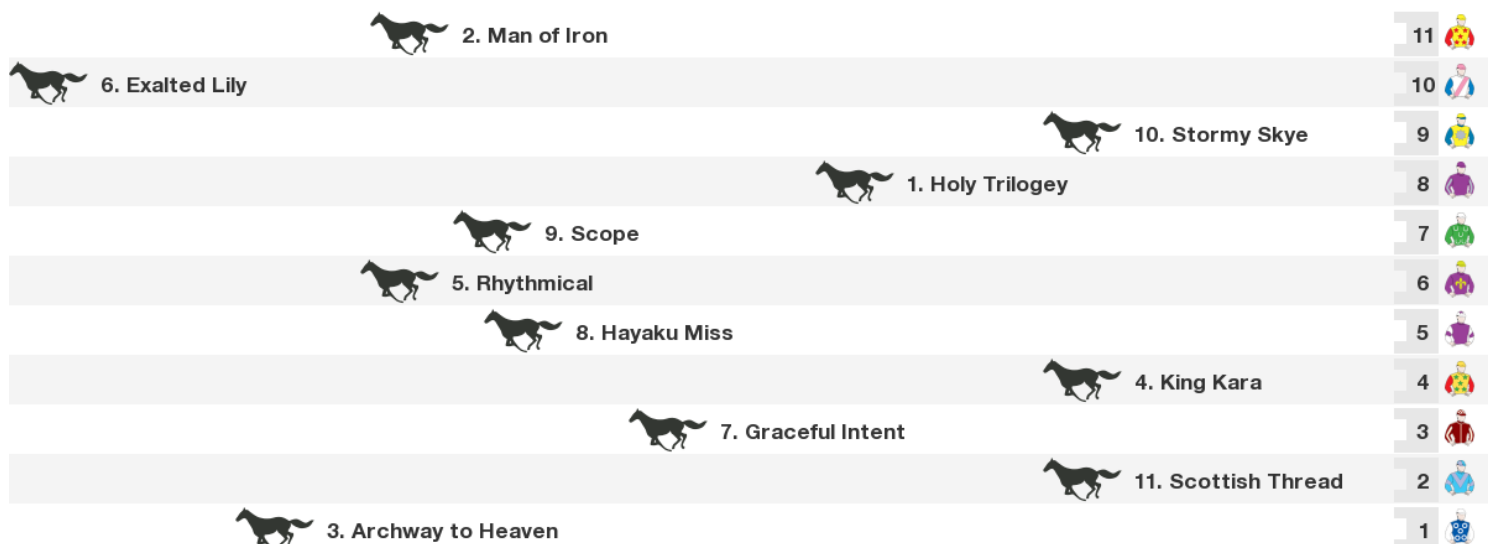 2. Man of Iron 11
6. Exalted Lily 10
10. Stormy Skye 9
1. Holy Trilogey 8
9. Scope 7
5. Rhythmical 6
8. Hayaku Miss 5
4. King Kara 4
7. Graceful Intent 3
11. Scottish Thread 2
3. Archway to Heaven 1